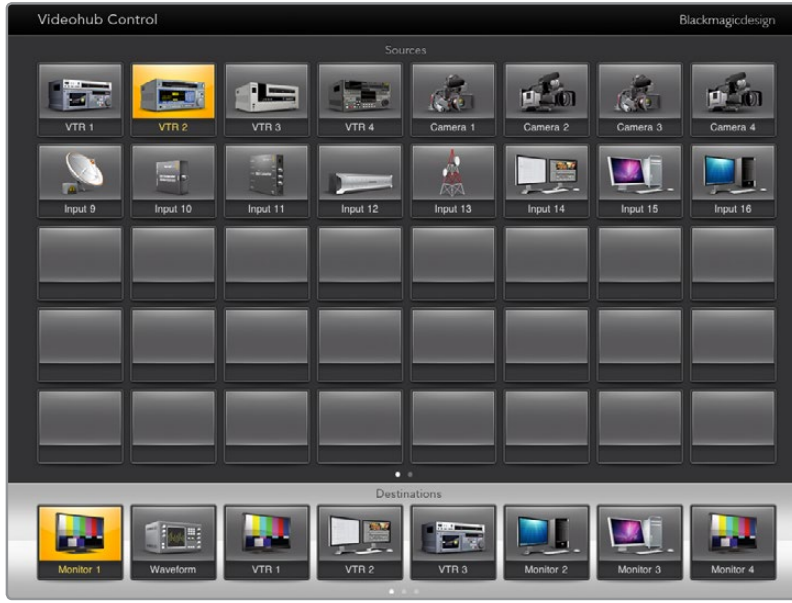 Videohub Control Blackmagicdesign
Sources
VTR 1 VTR 2 VTR 3 VTR 4 Camera 1 Camera 2 Camera 3 Camera 4
Input 9 Input 10 Input 11 Input 12 Input 13 Input 14 Input 15 Input 16
Destinations
Monitor 1 Waveform VTR 1 VTR 2 VTR 3 Monitor 2 Monitor 3 Monitor 4